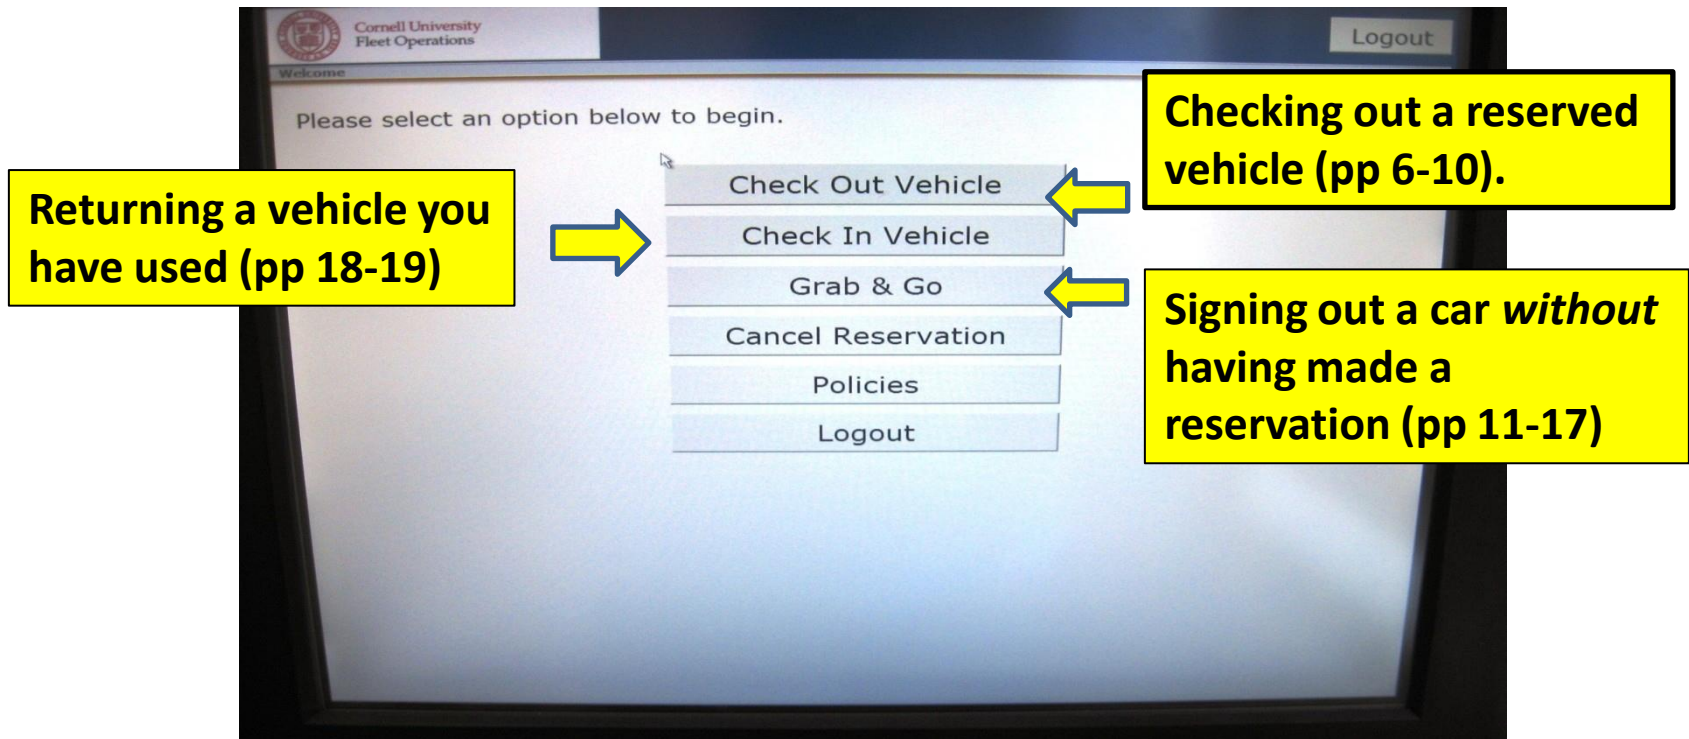 Cornell University
Fleet Operations
Logout
Welcome
Please select an option below to begin.
Check Out Vehicle
Check In Vehicle
Grab & Go
Cancel Reservation
Policies
Logout
Returning a vehicle you
have used (pp 18-19)
Checking out a reserved
vehicle (pp 6-10).
Signing out a car without
having made a
reservation (pp 11-17)